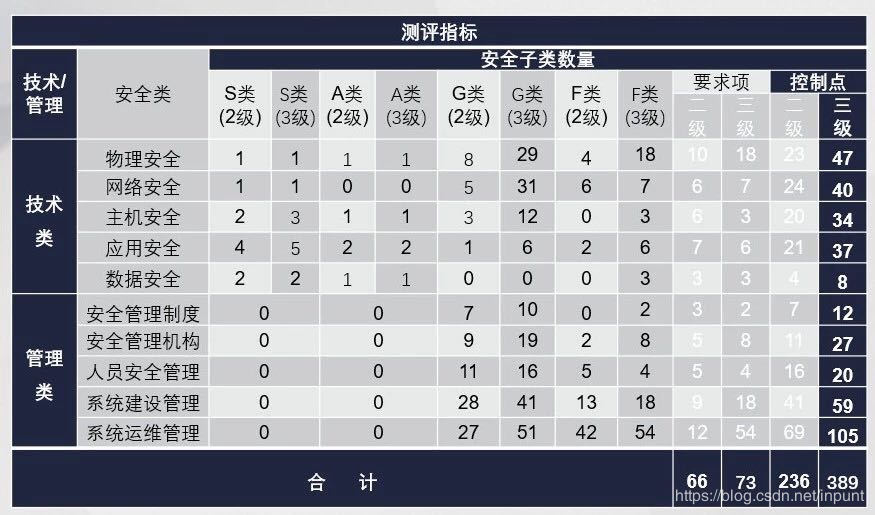 测评指标
技术/管理 安全类 安全子类数量
S类(2级) S类(3级) A类(2级) A类(3级) G类(2级) G类(3级) F类(2级) F类(3级) 要求项 控制点
二级 三级 二级 三级
技术类
物理安全 1 1 1 1 8 29 4 18 10 18 23 47
网络安全 1 1 0 0 5 31 6 7 6 7 24 40
主机安全 2 3 1 1 3 12 0 3 6 3 20 34
应用安全 4 5 2 2 1 6 2 6 7 6 21 37
数据安全 2 2 1 1 0 0 0 3 3 3 4 8
管理类
安全管理制度 0 0 7 10 0 2 3 2 7 12
安全管理机构 0 0 9 19 2 8 5 8 11 27
人员安全管理 0 0 11 16 5 4 5 4 16 20
系统建设管理 0 0 28 41 13 18 9 18 41 59
系统运维管理 0 0 27 51 42 54 12 54 69 105
合 计 66 73 236 389
https://blog.csdn.net/inpunt